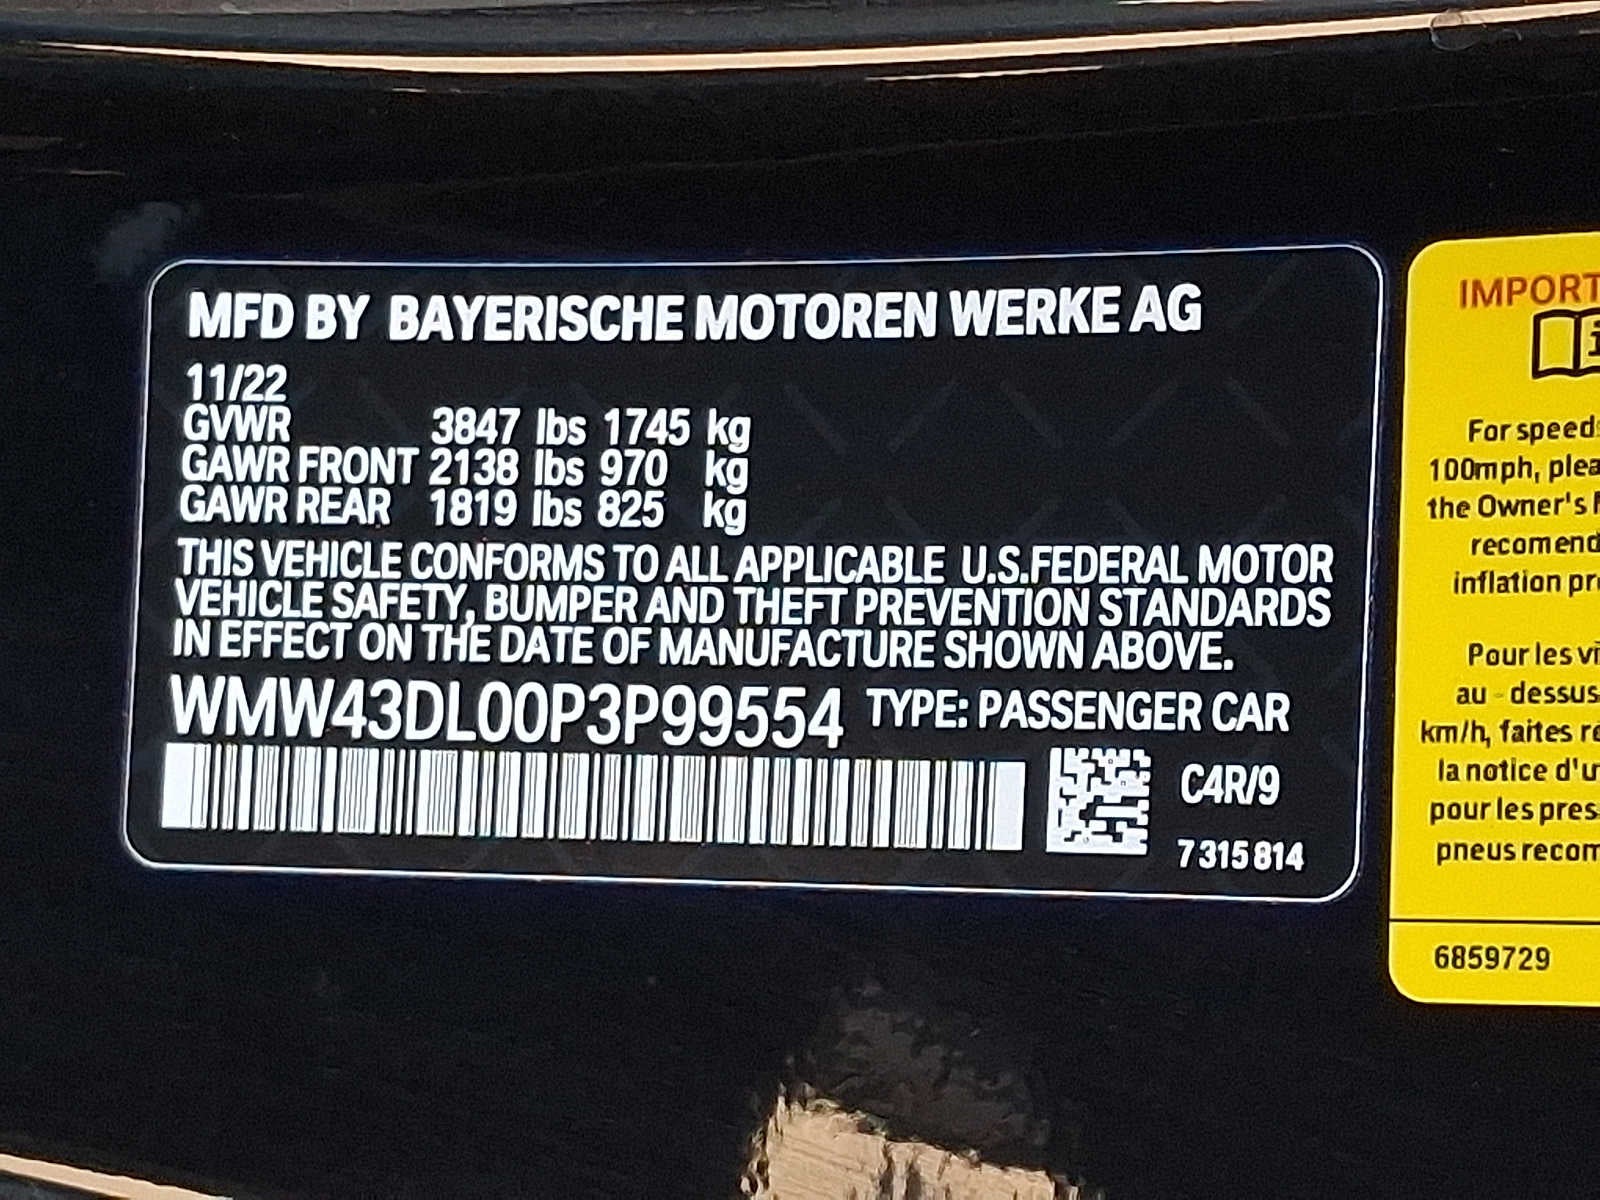 MFD BY BAYERISCHE MOTOREN WERKE AG
11/22
GVWR 3847 lbs 1745 kg
GAWR FRONT 2138 lbs 970 kg
GAWR REAR 1819 lbs 825 kg
THIS VEHICLE CONFORMS TO ALL APPLICABLE U.S.FEDERAL MOTOR
VEHICLE SAFETY, BUMPER AND THEFT PREVENTION STANDARDS
IN EFFECT ON THE DATE OF MANUFACTURE SHOWN ABOVE.
WMW43DL00P3P99554 TYPE: PASSENGER CAR
C4R/9
7 315 814
IMPORT
For speeds
100mph, plea
the Owner's
recomend
inflation pr
Pour les vi
au - dessus
km/h, faites re
la notice d'u
pour les pres
pneus recom
6859729